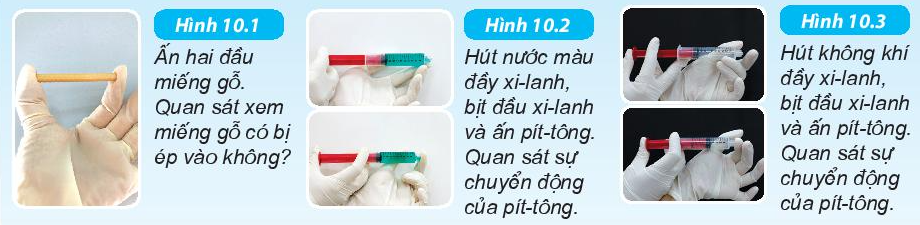 Hình 10.1
Ấn hai đầu
miếng gỗ.
Quan sát xem
miếng gỗ có bị
ép vào không?
Hình 10.2
Hút nước màu
đầy xi-lanh,
bịt đầu xi-lanh
và ấn pít-tông.
Quan sát sự
chuyển động
của pít-tông.
Hình 10.3
Hút không khí
đầy xi-lanh,
bịt đầu xi-lanh
và ấn pít-tông.
Quan sát sự
chuyển động
của pít-tông.